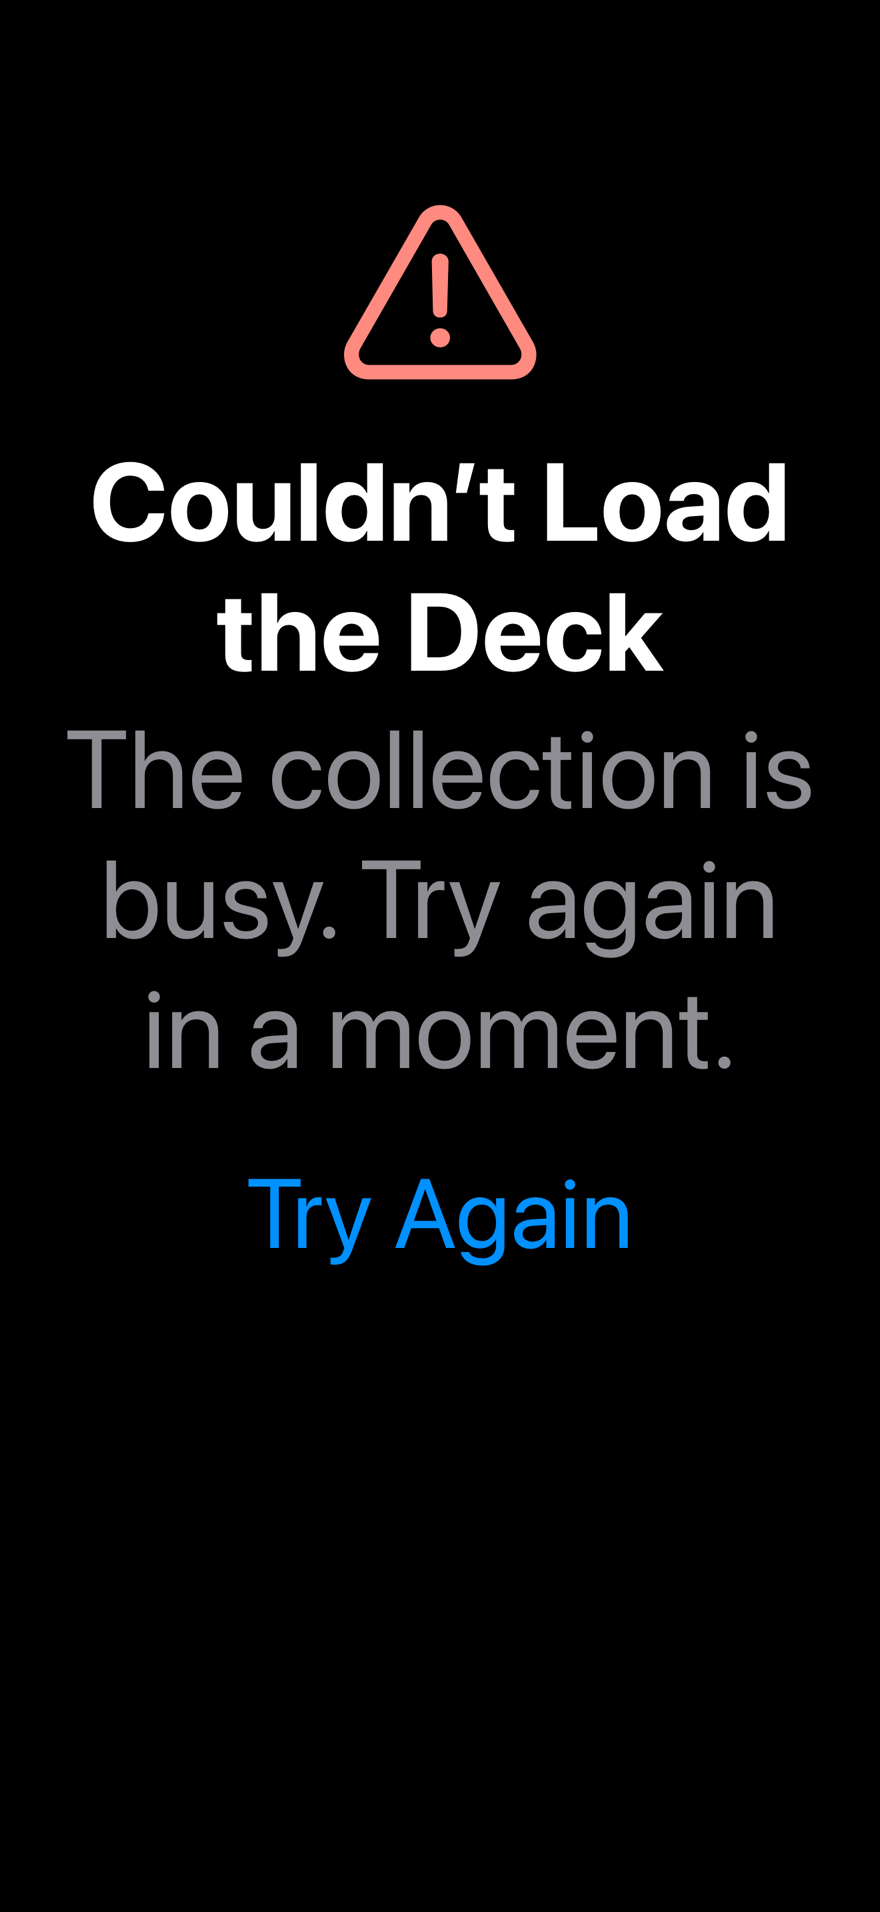 Couldn’t Load
the Deck
The collection is
busy. Try again
in a moment.
Try Again